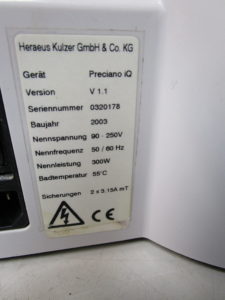 Heraeus Kulzer GmbH & Co. KG
Gerät Preciano iQ
Version V 1.1
Seriennummer 0320178
Baujahr 2003
Nennspannung 90 - 250V
Nennfrequenz 50 / 60 Hz
Nennleistung 300W
Badtemperatur 55°C
Sicherungen 2 x 3.15A mT
CE